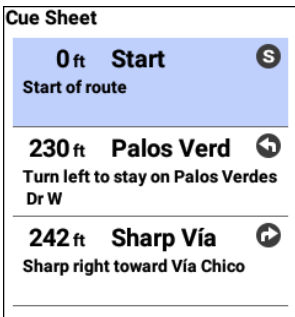 Cue Sheet
0 ft Start S
Start of route
230 ft Palos Verd
Turn left to stay on Palos Verdes
Dr W
242 ft Sharp Vía
Sharp right toward Vía Chico